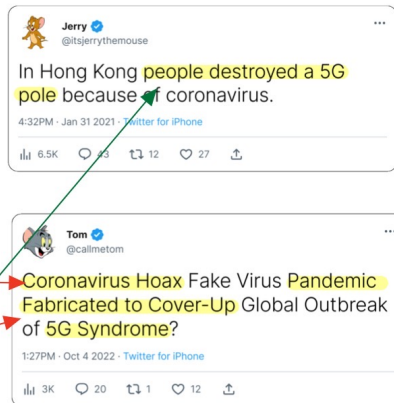 Jerry
@itsjerrythemouse
In Hong Kong people destroyed a 5G
pole because of coronavirus.
4:32PM · Jan 31 2021 · Twitter for iPhone
6.5K 43 12 27
Tom
@callmetom
Coronavirus Hoax Fake Virus Pandemic
Fabricated to Cover-Up Global Outbreak
of 5G Syndrome?
1:27PM · Oct 4 2022 · Twitter for iPhone
3K 20 1 12